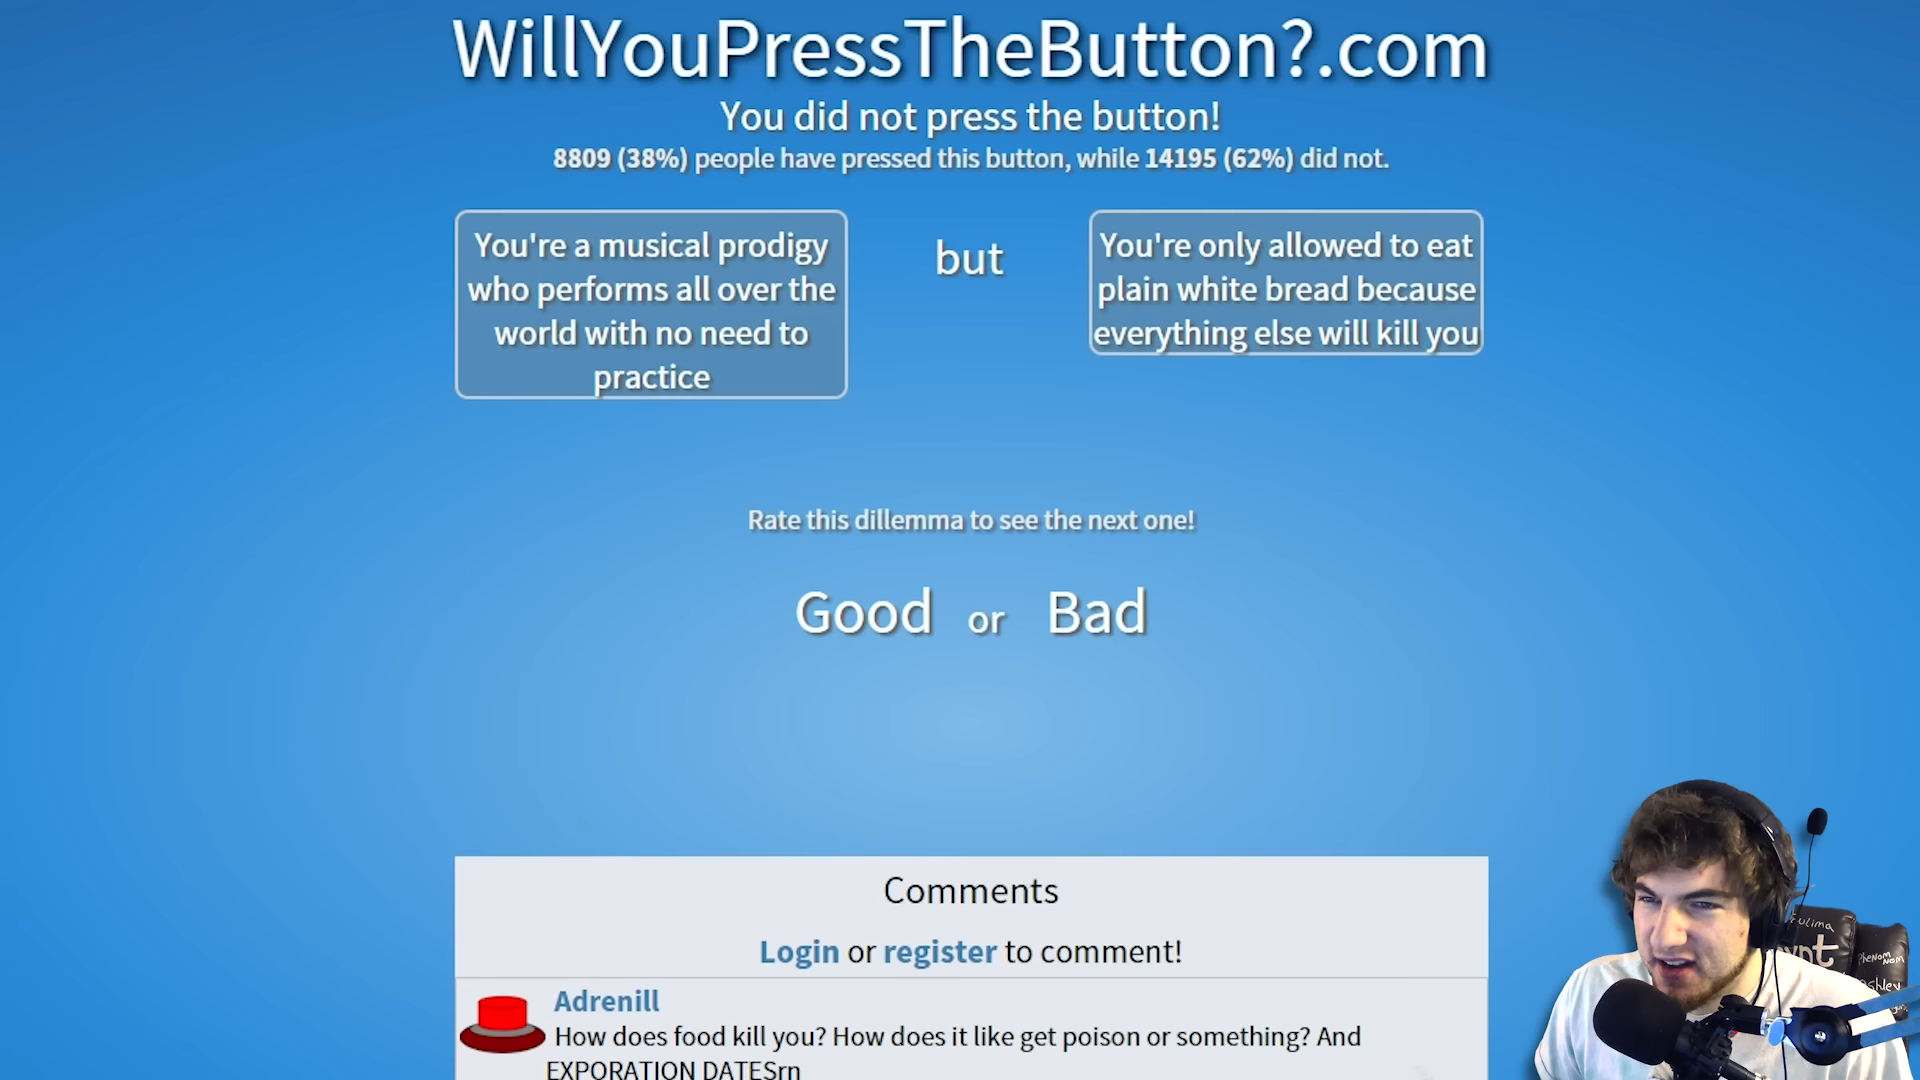 WillYouPressTheButton?.com
You did not press the button!
8809 (38%) people have pressed this button, while 14195 (62%) did not.
You're a musical prodigy
who performs all over the
world with no need to
practice
but
You're only allowed to eat
plain white bread because
everything else will kill you
Rate this dillemma to see the next one!
Good or Bad
Comments
Login or register to comment!
Adrenill
How does food kill you? How does it like get poison or something? And
EXPORATION DATESrn
Phenom
Nom